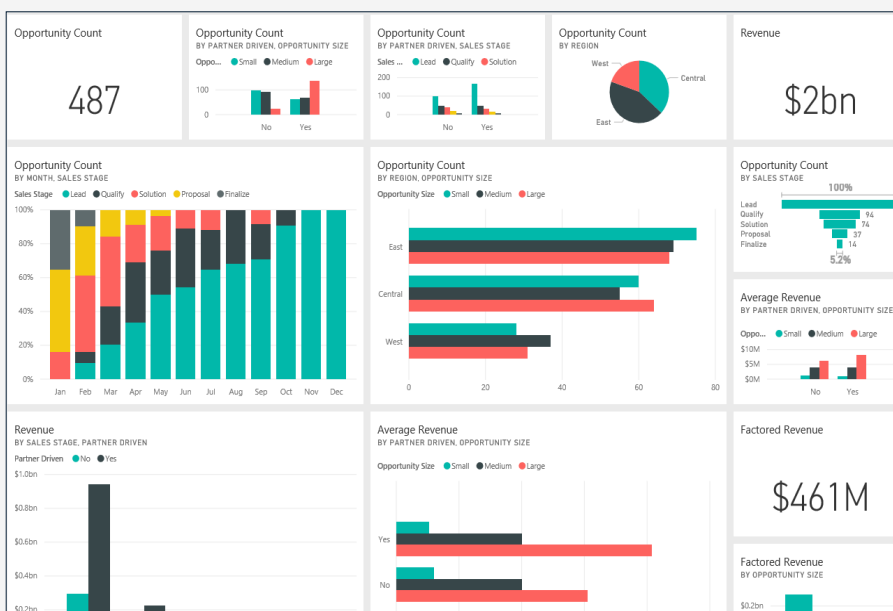 Opportunity Count
487
Opportunity Count
BY PARTNER DRIVEN, OPPORTUNITY SIZE
Oppo... Small Medium Large
100
0
No Yes
Opportunity Count
BY PARTNER DRIVEN, SALES STAGE
Sales ... Lead Qualify Solution
200
100
0
No Yes
Opportunity Count
BY REGION
West
Central
East
Revenue
$2bn
Opportunity Count
BY MONTH, SALES STAGE
Sales Stage Lead Qualify Solution Proposal Finalize
100%
80%
60%
40%
20%
0%
Jan Feb Mar Apr May Jun Jul Aug Sep Oct Nov Dec
Opportunity Count
BY REGION, OPPORTUNITY SIZE
Opportunity Size Small Medium Large
East
Central
West
0 20 40 60 80
Opportunity Count
BY SALES STAGE
100%
Lead
Qualify 94
Solution 74
Proposal 37
Finalize 14
5.2%
Average Revenue
BY PARTNER DRIVEN, OPPORTUNITY SIZE
Oppo... Small Medium Large
$10M
$5M
$0M
No Yes
Revenue
BY SALES STAGE, PARTNER DRIVEN
Partner Driven No Yes
$1.0bn
$0.8bn
$0.6bn
$0.4bn
$0.2bn
Average Revenue
BY PARTNER DRIVEN, OPPORTUNITY SIZE
Opportunity Size Small Medium Large
Yes
No
Factored Revenue
$461M
Factored Revenue
BY OPPORTUNITY SIZE
$0.2bn